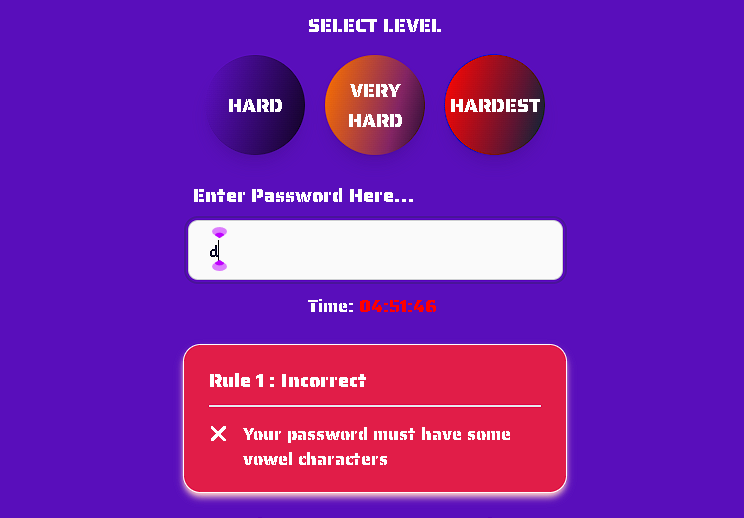 SELECT LEVEL
HARD
VERY
HARD
HARDEST
Enter Password Here...
d
Time: 04:51:46
Rule 1 : Incorrect
Your password must have some
vowel characters